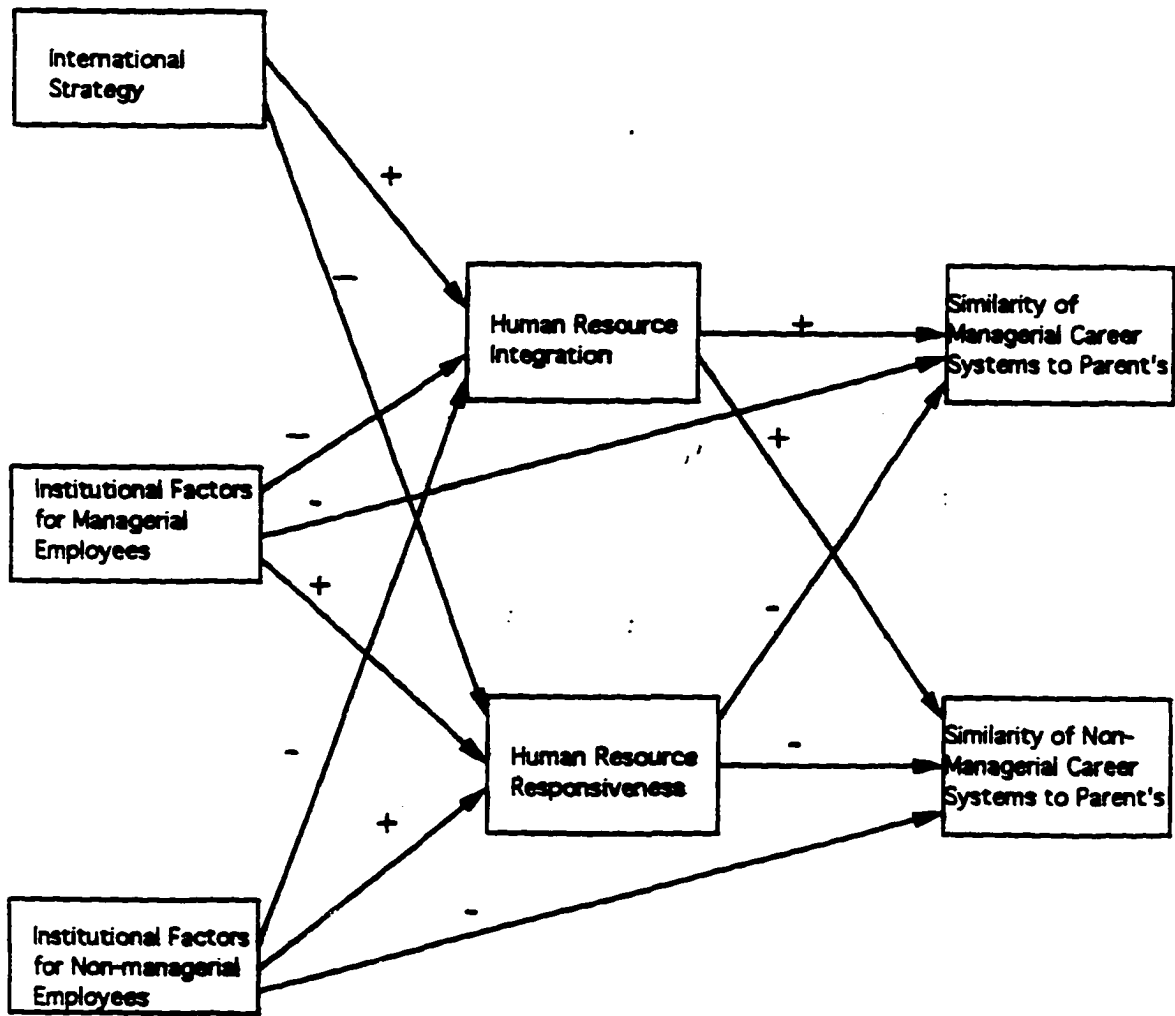 International
Strategy
+
-
Human Resource
Integration
+
Similarity of
Managerial Career
Systems to Parent's
-
+
Institutional Factors
for Managerial
Employees
-
+
-
Human Resource
Responsiveness
-
Similarity of Non-
Managerial Career
Systems to Parent's
-
+
-
Institutional Factors
for Non-managerial
Employees